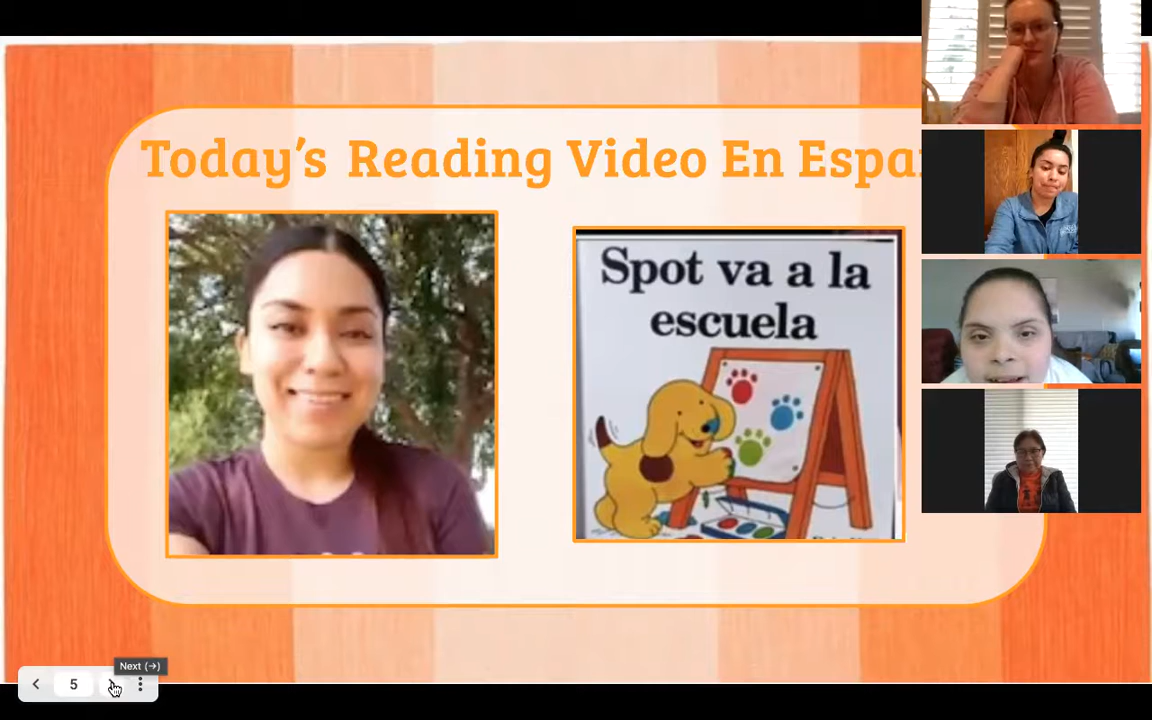 Today's Reading Video En Espa
Spot va a la
escuela
Next (→)
5